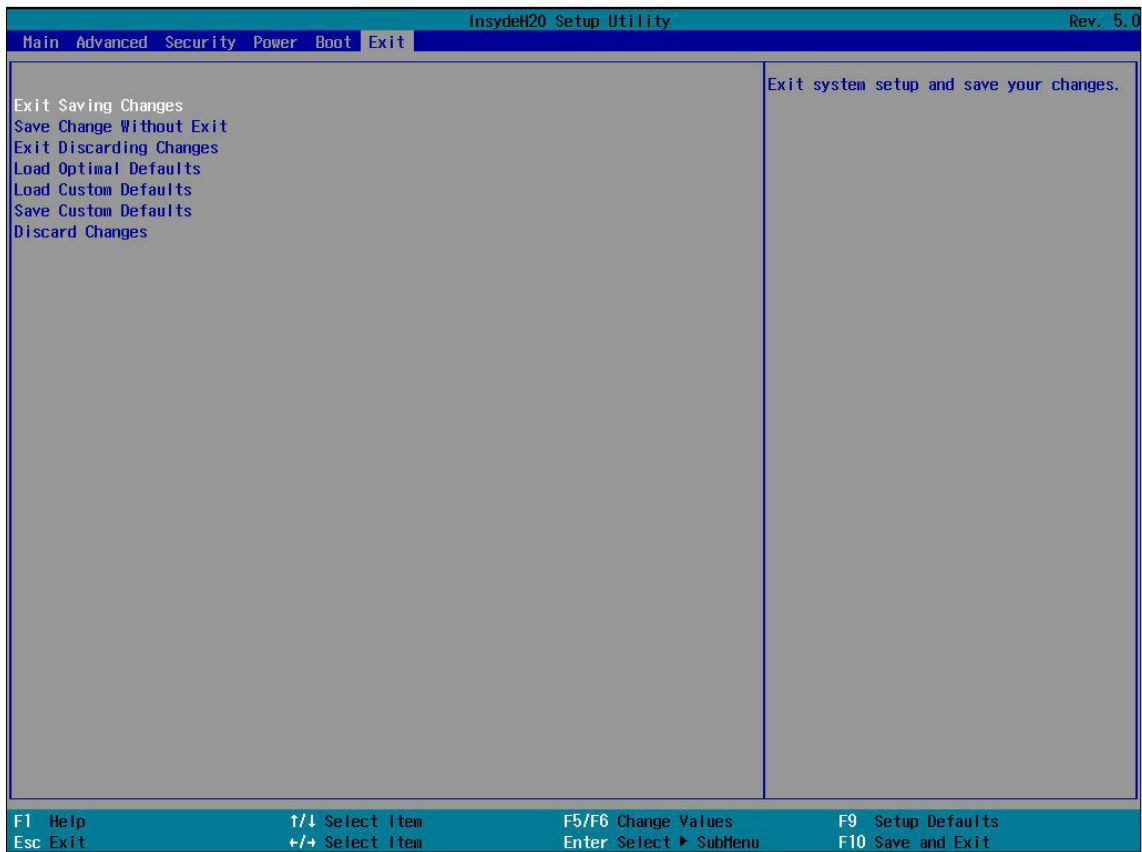 InsydeH20 Setup Utility Rev. 5.0
Main Advanced Security Power Boot Exit
Exit system setup and save your changes.
Exit Saving Changes
Save Change Without Exit
Exit Discarding Changes
Load Optimal Defaults
Load Custom Defaults
Save Custom Defaults
Discard Changes
F1 Help ↑/↓ Select Item F5/F6 Change Values F9 Setup Defaults
Esc Exit ←/→ Select Item Enter Select ▶ SubMenu F10 Save and Exit